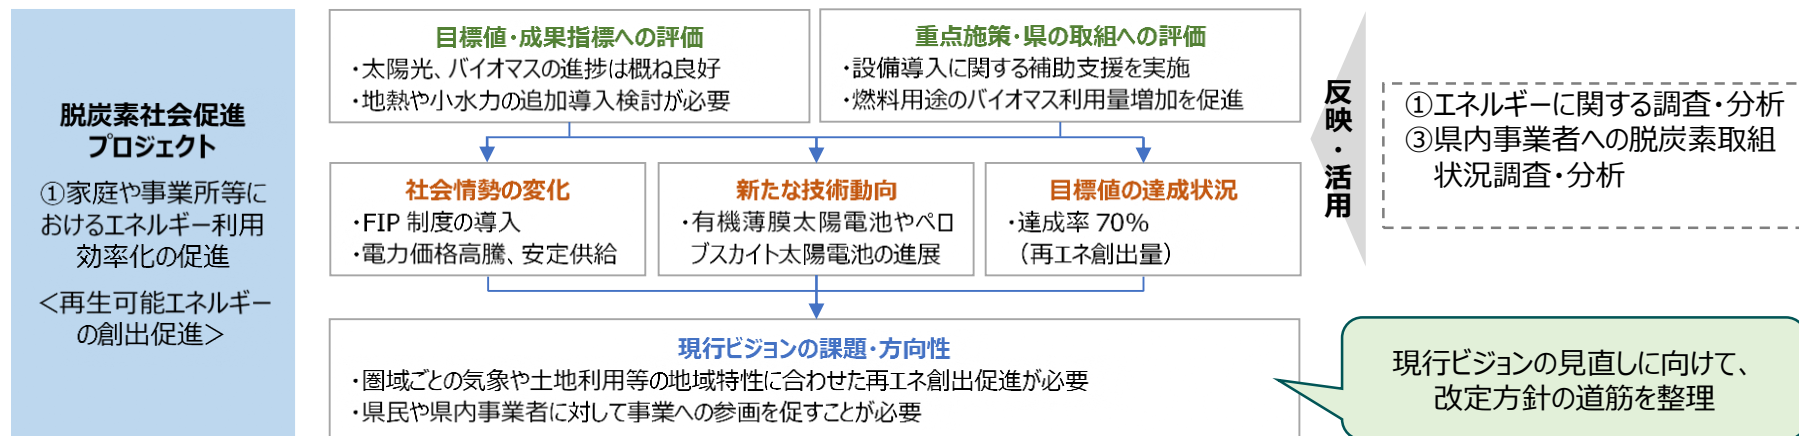 脱炭素社会促進
プロジェクト
①家庭や事業所等に
おけるエネルギー利用
効率化の促進
＜再生可能エネルギー
の創出促進＞
目標値・成果指標への評価
・太陽光、バイオマスの進捗は概ね良好
・地熱や小水力の追加導入検討が必要
重点施策・県の取組への評価
・設備導入に関する補助支援を実施
・燃料用途のバイオマス利用量増加を促進
社会情勢の変化
・FIP 制度の導入
・電力価格高騰、安定供給
新たな技術動向
・有機薄膜太陽電池やペロ
ブスカイト太陽電池の進展
目標値の達成状況
・達成率 70%
（再エネ創出量）
現行ビジョンの課題・方向性
・圏域ごとの気象や土地利用等の地域特性に合わせた再エネ創出促進が必要
・県民や県内事業者に対して事業への参画を促すことが必要
反映・活用
①エネルギーに関する調査・分析
③県内事業者への脱炭素取組
状況調査・分析
現行ビジョンの見直しに向けて、
改定方針の道筋を整理